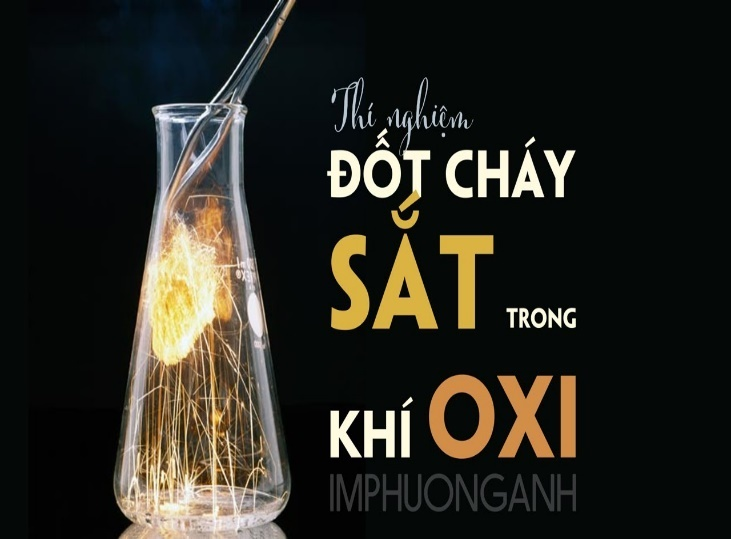 Thí nghiệm
ĐỐT CHÁY
SẮT TRONG
KHÍ OXI
IMPHUONGANH